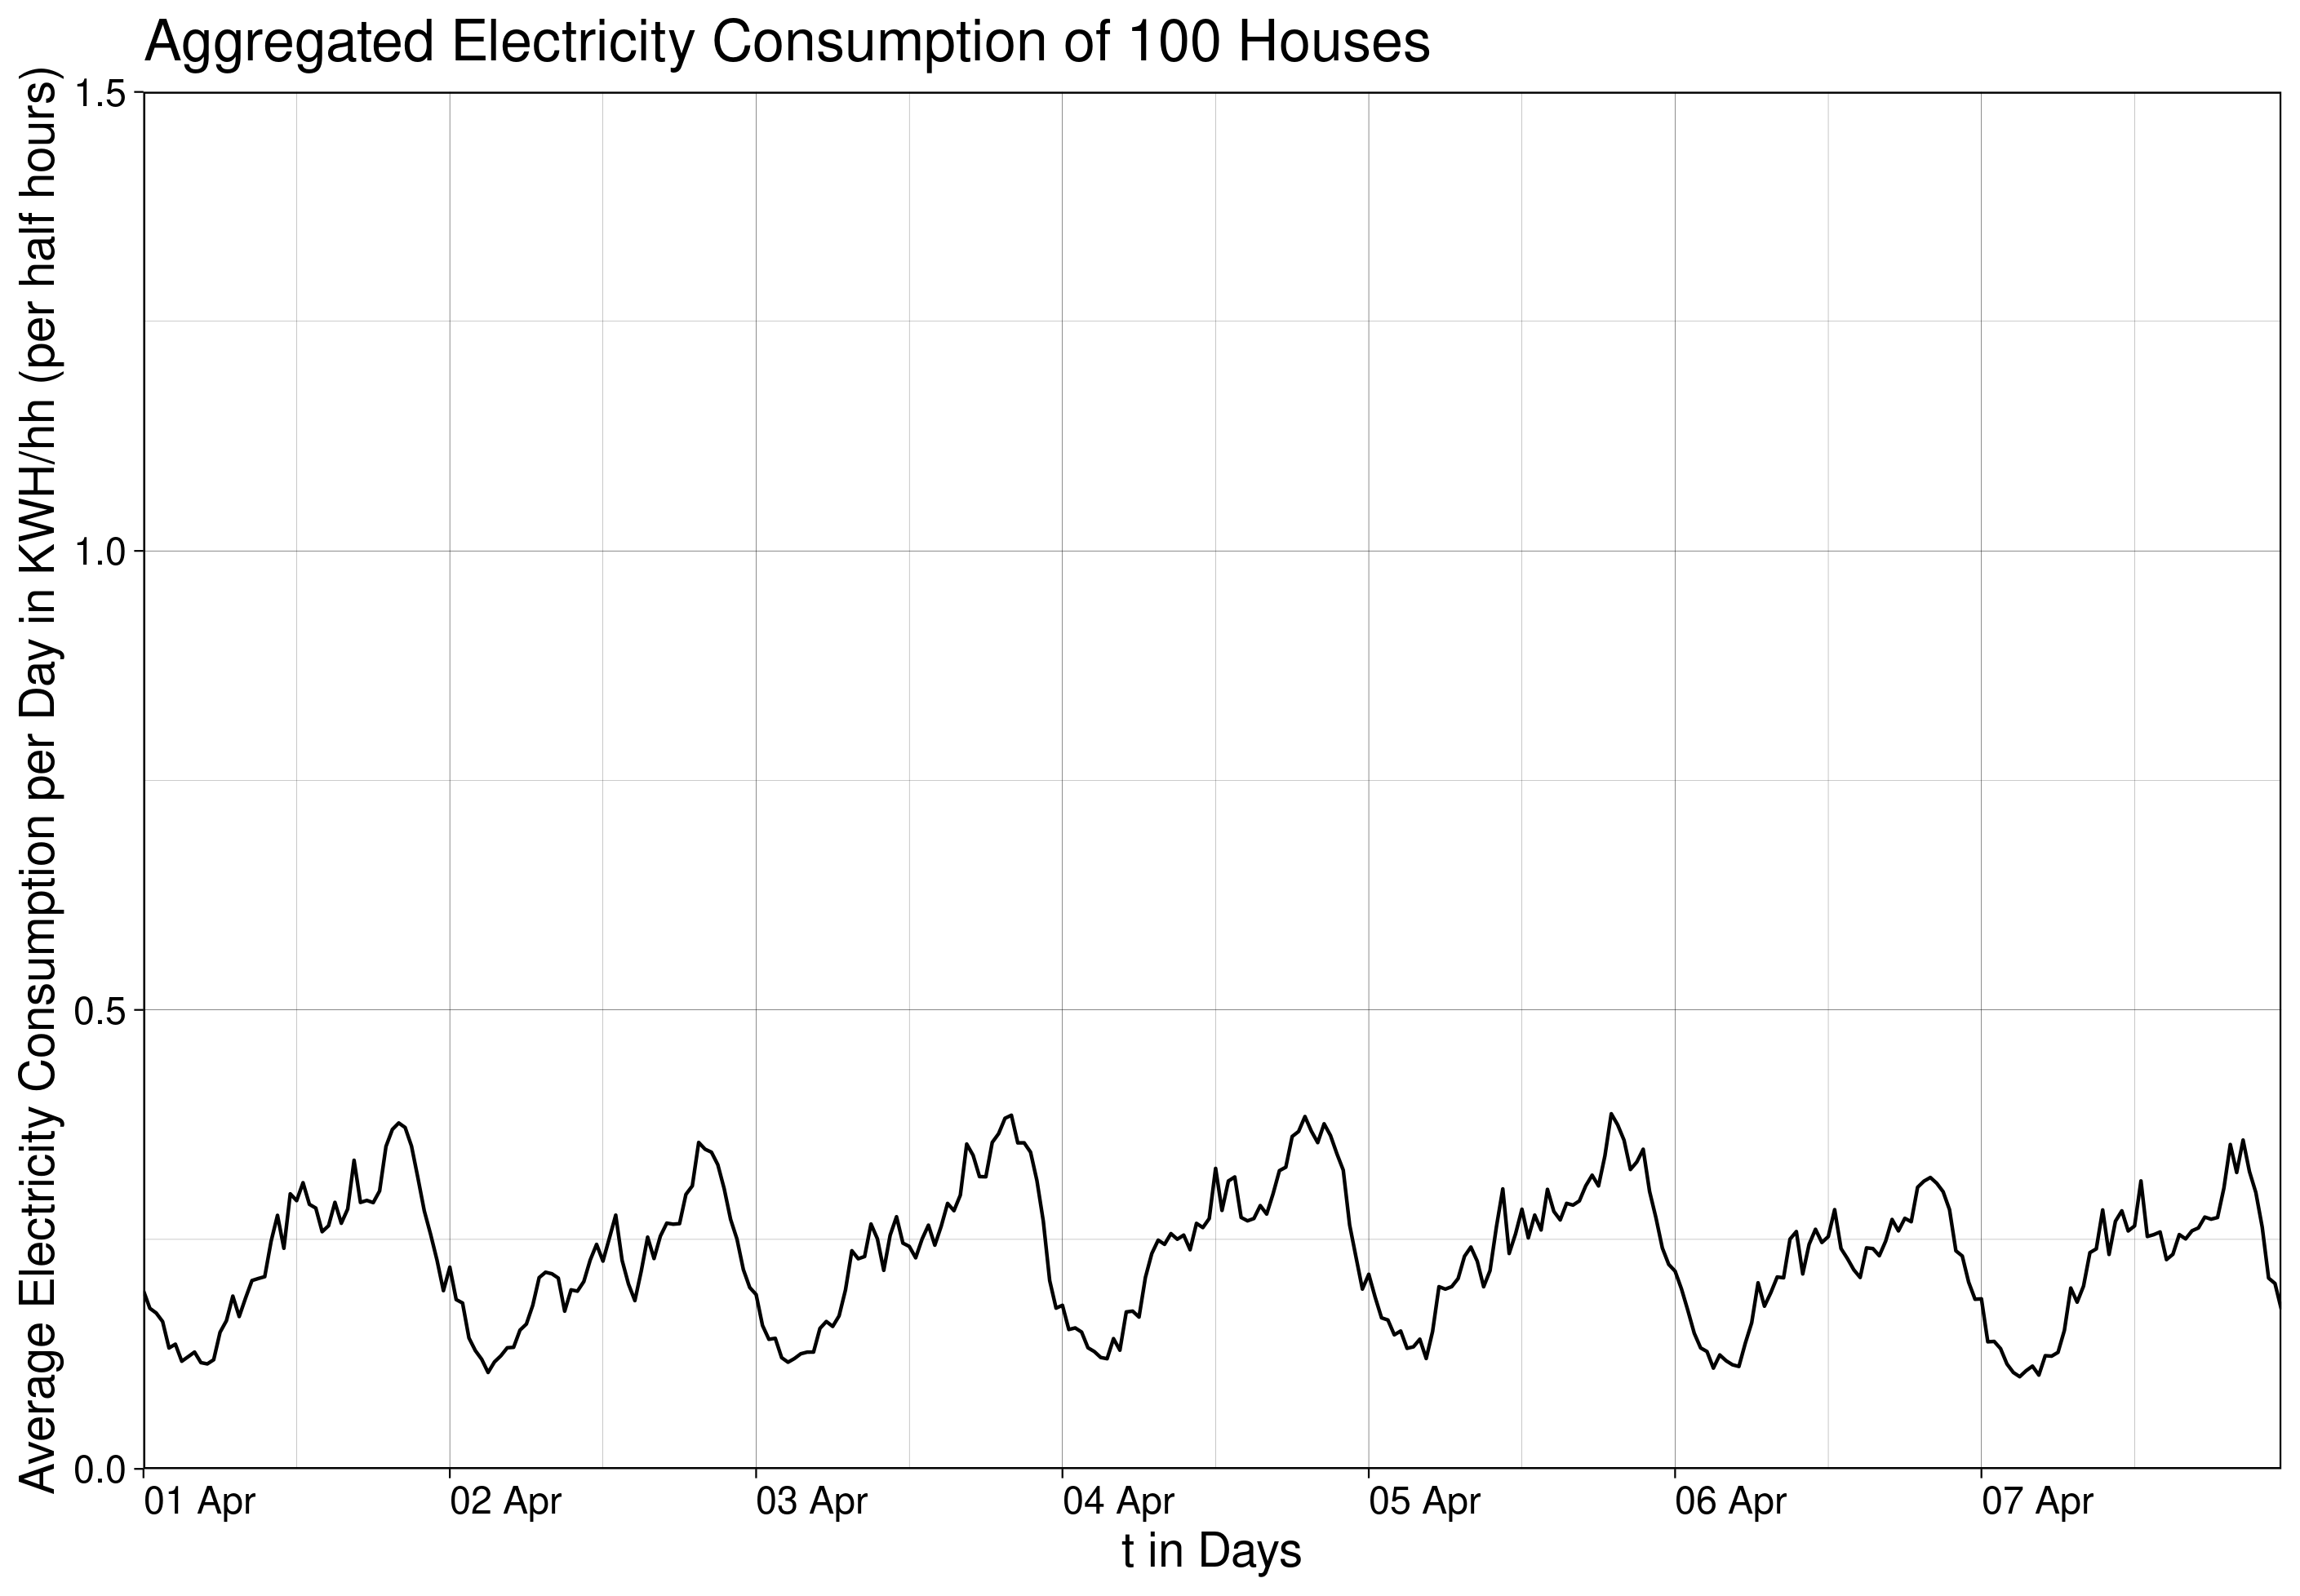 Aggregated Electricity Consumption of 100 Houses
Average Electricity Consumption per Day in KWH/hh (per half hours)
1.5
1.0
0.5
0.0
01 Apr
02 Apr
03 Apr
04 Apr
05 Apr
06 Apr
07 Apr
t in Days